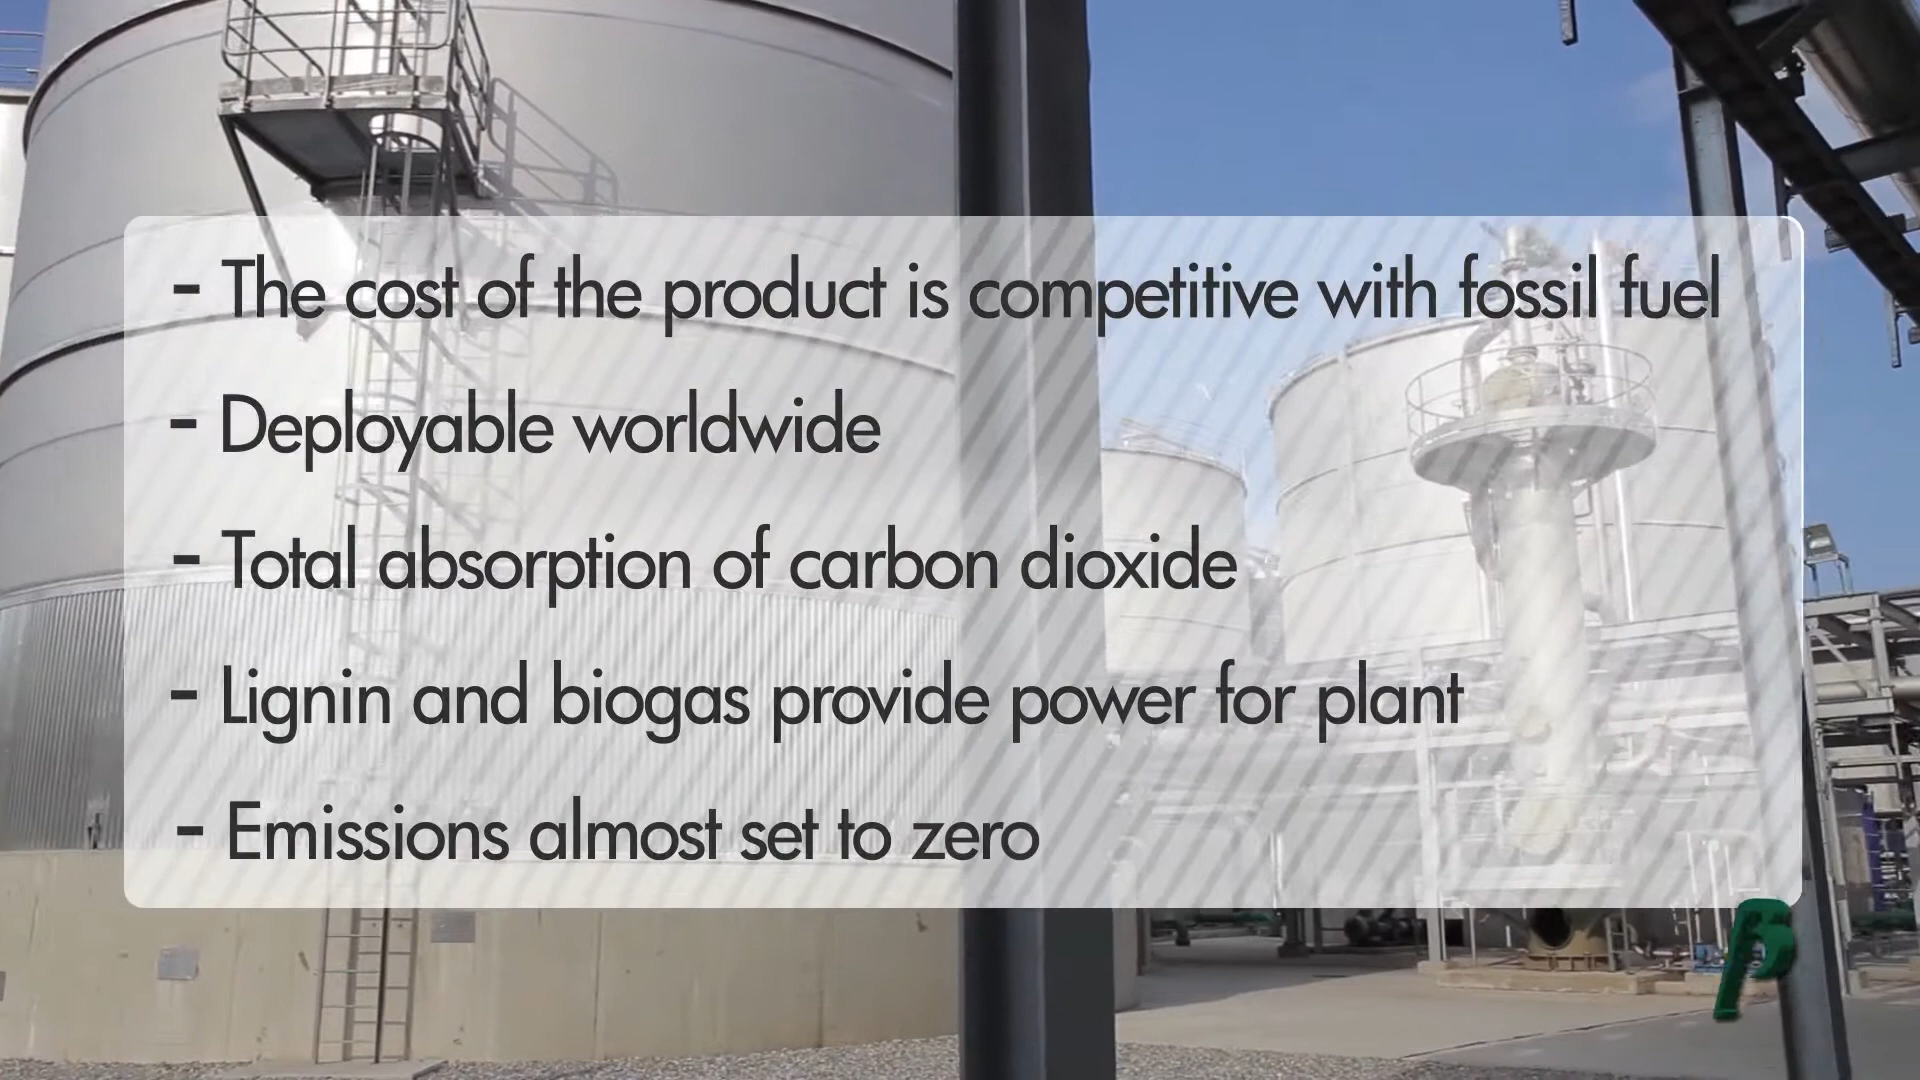 - The cost of the product is competitive with fossil fuel
- Deployable worldwide
- Total absorption of carbon dioxide
- Lignin and biogas provide power for plant
- Emissions almost set to zero